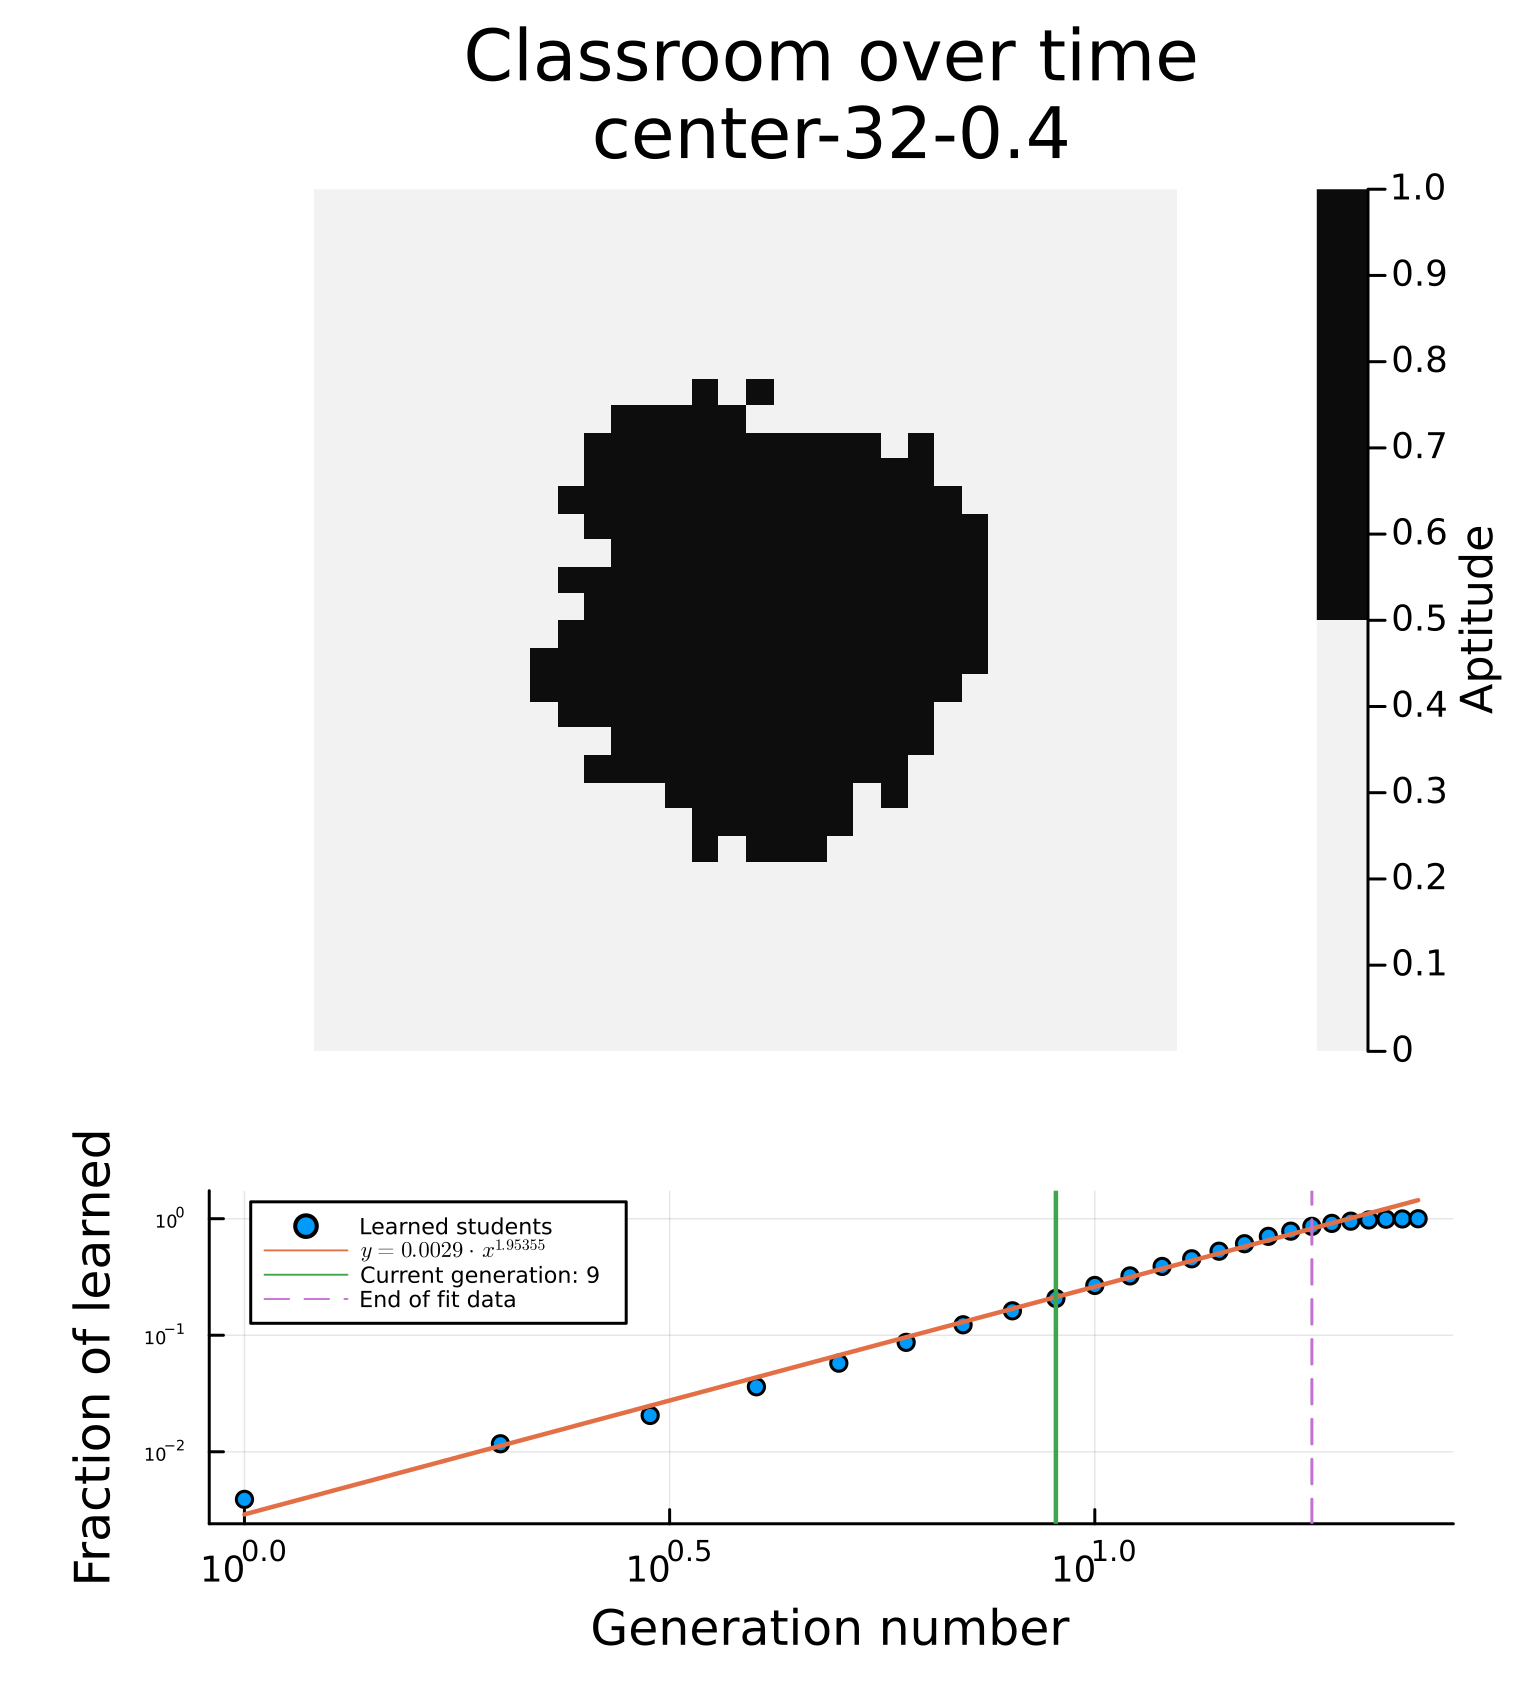 Classroom over time
center-32-0.4
1.0
0.9
0.8
0.7
0.6
0.5
0.4
0.3
0.2
0.1
0
Aptitude
Fraction of learned
10^0
10^−1
10^−2
Learned students
y = 0.0029 · x^1.95355
Current generation: 9
End of fit data
10^0.0
10^0.5
10^1.0
Generation number